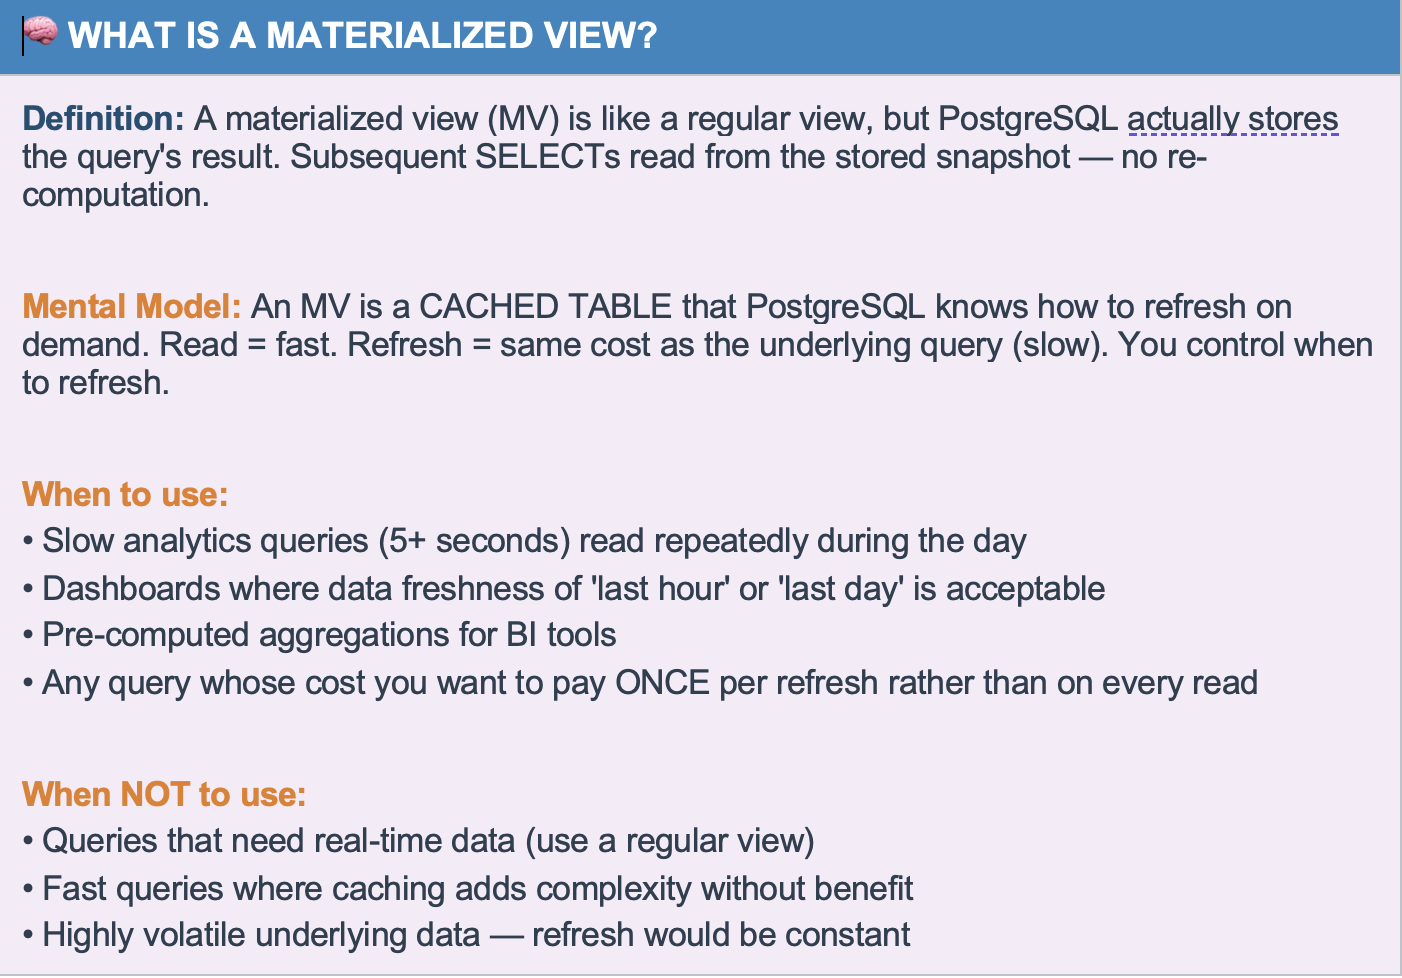 🧠 WHAT IS A MATERIALIZED VIEW?
Definition: A materialized view (MV) is like a regular view, but PostgreSQL actually stores
the query's result. Subsequent SELECTs read from the stored snapshot — no re-
computation.
Mental Model: An MV is a CACHED TABLE that PostgreSQL knows how to refresh on
demand. Read = fast. Refresh = same cost as the underlying query (slow). You control when
to refresh.
When to use:
• Slow analytics queries (5+ seconds) read repeatedly during the day
• Dashboards where data freshness of 'last hour' or 'last day' is acceptable
• Pre-computed aggregations for BI tools
• Any query whose cost you want to pay ONCE per refresh rather than on every read
When NOT to use:
• Queries that need real-time data (use a regular view)
• Fast queries where caching adds complexity without benefit
• Highly volatile underlying data — refresh would be constant